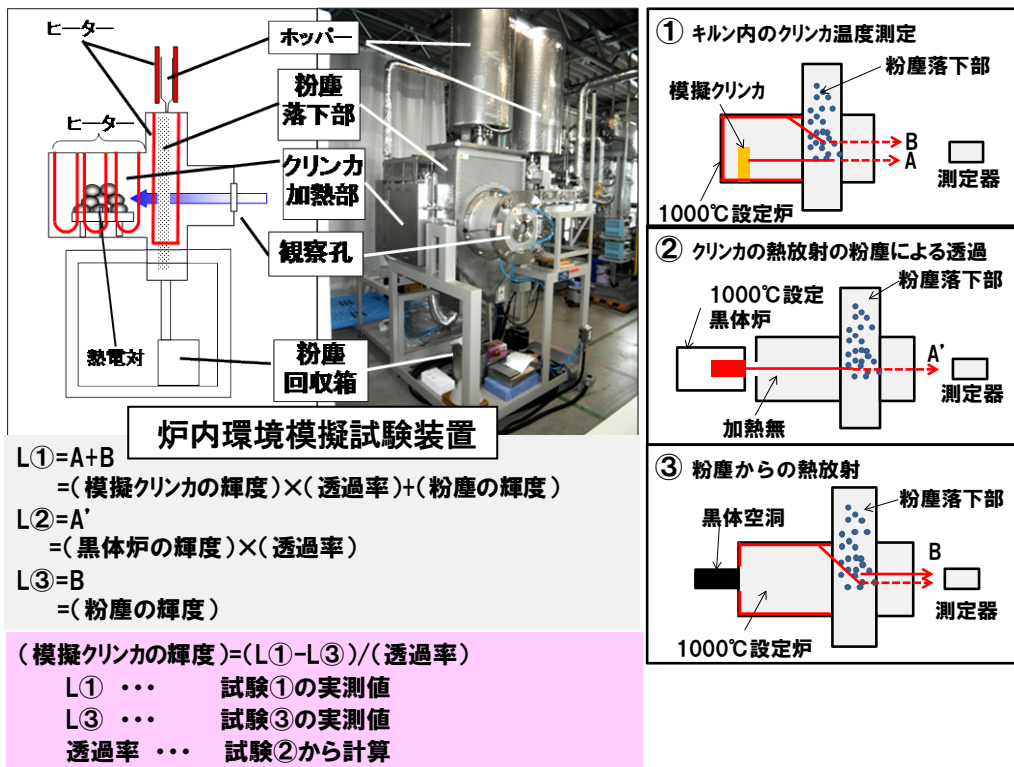 ヒーター
ホッパー
粉塵
落下部
ヒーター
クリンカ
加熱部
観察孔
熱電対
粉塵
回収箱
炉内環境模擬試験装置
L①=A+B
=(模擬クリンカの輝度)×(透過率)+(粉塵の輝度)
L②=A’
=(黒体炉の輝度)×(透過率)
L③=B
=(粉塵の輝度)
(模擬クリンカの輝度)=(L①-L③)/(透過率)
L① ・・・ 試験①の実測値
L③ ・・・ 試験③の実測値
透過率 ・・・ 試験②から計算
① キルン内のクリンカ温度測定
粉塵落下部
模擬クリンカ
B
A
測定器
1000℃設定炉
② クリンカの熱放射の粉塵による透過
粉塵落下部
1000℃設定
黒体炉
A’
測定器
加熱無
③ 粉塵からの熱放射
粉塵落下部
黒体空洞
B
測定器
1000℃設定炉